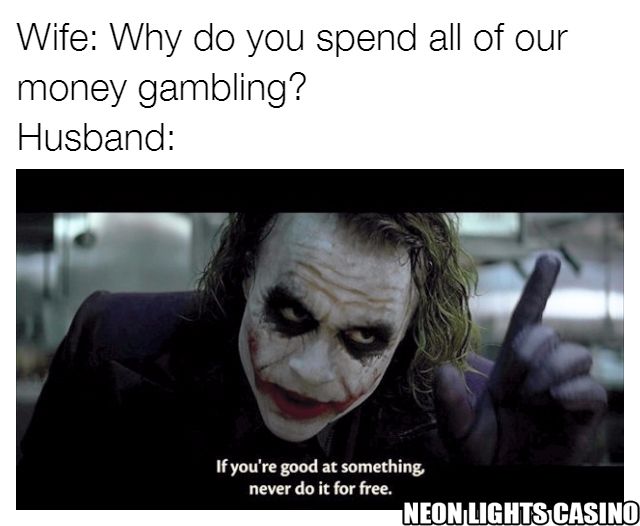 Wife: Why do you spend all of our
money gambling?
Husband:
If you're good at something,
never do it for free.
NEON LIGHTS CASINO